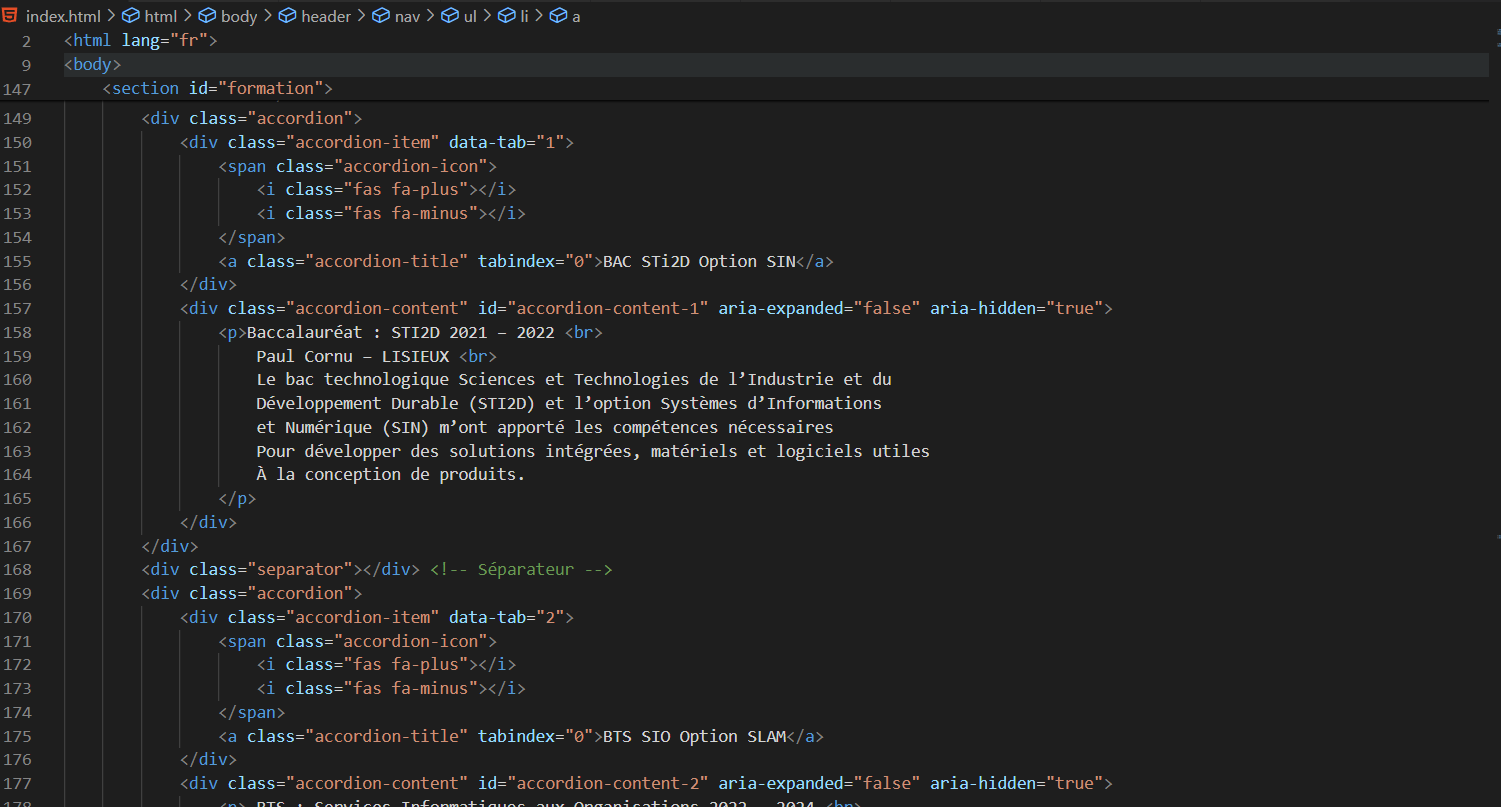 index.html > html > body > header > nav > ul > li > a
2 <html lang="fr">
9 <body>
147 <section id="formation">
149 <div class="accordion">
150 <div class="accordion-item" data-tab="1">
151 <span class="accordion-icon">
152 <i class="fas fa-plus"></i>
153 <i class="fas fa-minus"></i>
154 </span>
155 <a class="accordion-title" tabindex="0">BAC STi2D Option SIN</a>
156 </div>
157 <div class="accordion-content" id="accordion-content-1" aria-expanded="false" aria-hidden="true">
158 <p>Baccalauréat : STI2D 2021 – 2022 <br>
159 Paul Cornu – LISIEUX <br>
160 Le bac technologique Sciences et Technologies de l’Industrie et du
161 Développement Durable (STI2D) et l’option Systèmes d’Informations
162 et Numérique (SIN) m’ont apporté les compétences nécessaires
163 Pour développer des solutions intégrées, matériels et logiciels utiles
164 À la conception de produits.
165 </p>
166 </div>
167 </div>
168 <div class="separator"></div> <!-- Séparateur -->
169 <div class="accordion">
170 <div class="accordion-item" data-tab="2">
171 <span class="accordion-icon">
172 <i class="fas fa-plus"></i>
173 <i class="fas fa-minus"></i>
174 </span>
175 <a class="accordion-title" tabindex="0">BTS SIO Option SLAM</a>
176 </div>
177 <div class="accordion-content" id="accordion-content-2" aria-expanded="false" aria-hidden="true">
178 <p> BTS : Services Informatiques aux Organisations 2022 – 2024 <br>